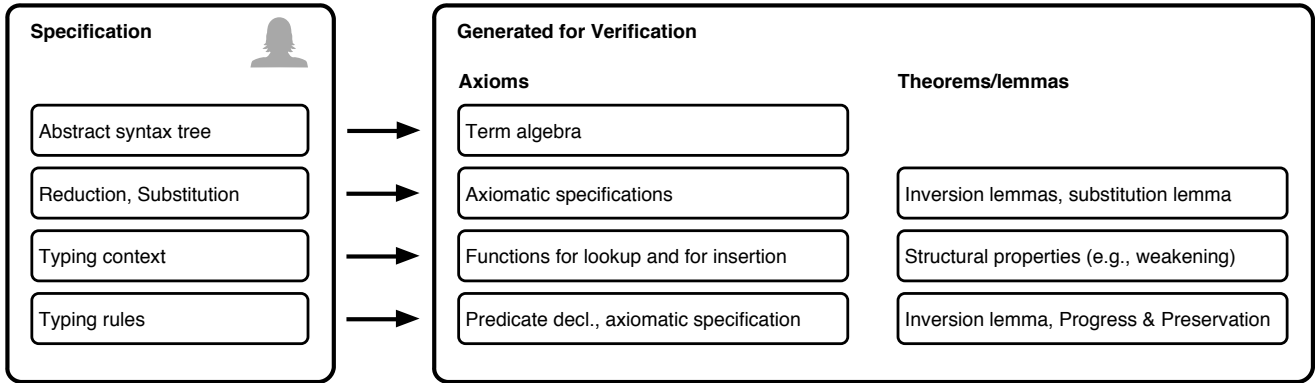 Specification
Generated for Verification
Axioms
Theorems/lemmas
Abstract syntax tree
Term algebra
Reduction, Substitution
Axiomatic specifications
Inversion lemmas, substitution lemma
Typing context
Functions for lookup and for insertion
Structural properties (e.g., weakening)
Typing rules
Predicate decl., axiomatic specification
Inversion lemma, Progress & Preservation